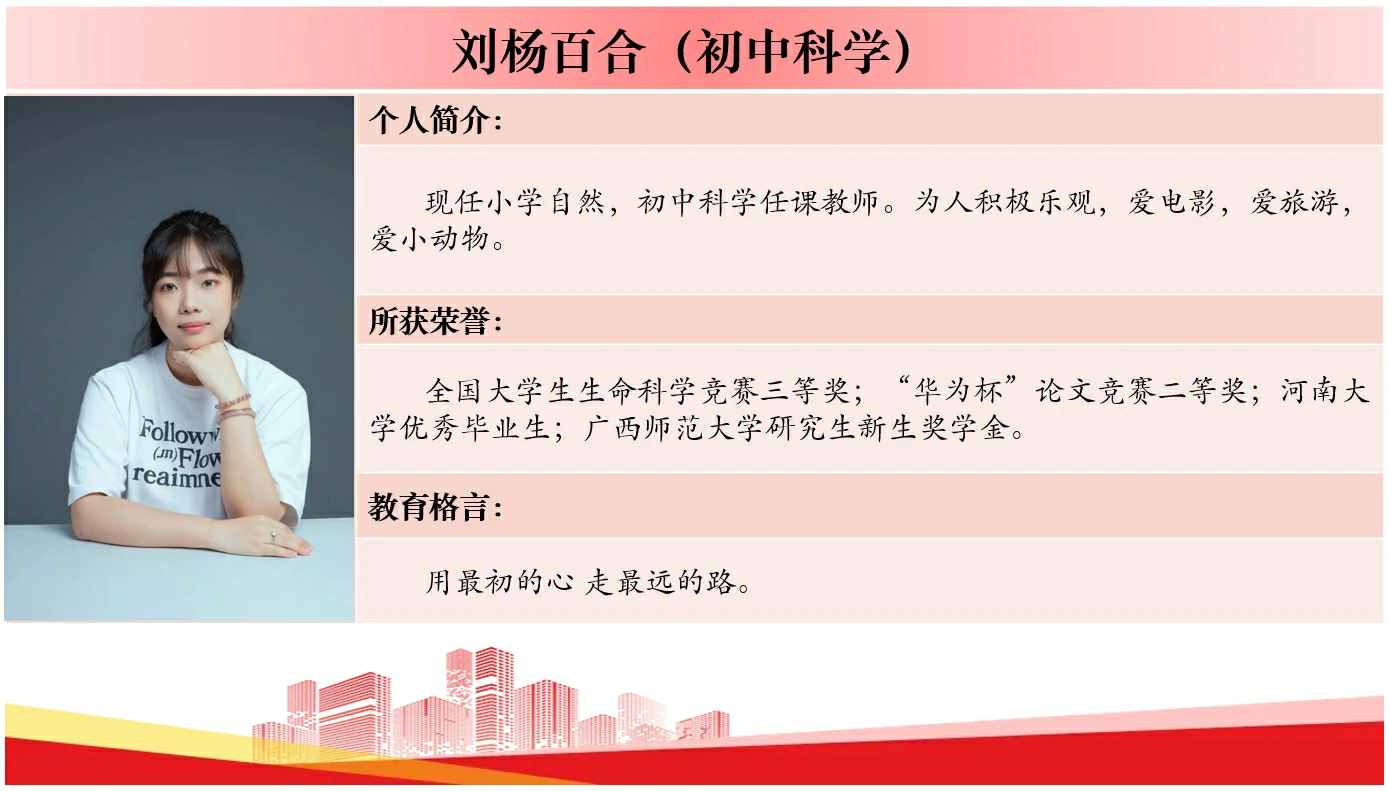 刘杨百合（初中科学）
个人简介：
现任小学自然，初中科学任课教师。为人积极乐观，爱电影，爱旅游，
爱小动物。
所获荣誉：
全国大学生生命科学竞赛三等奖；“华为杯”论文竞赛二等奖；河南大
学优秀毕业生；广西师范大学研究生新生奖学金。
教育格言：
用最初的心 走最远的路。
Follow
Flow
reaimne